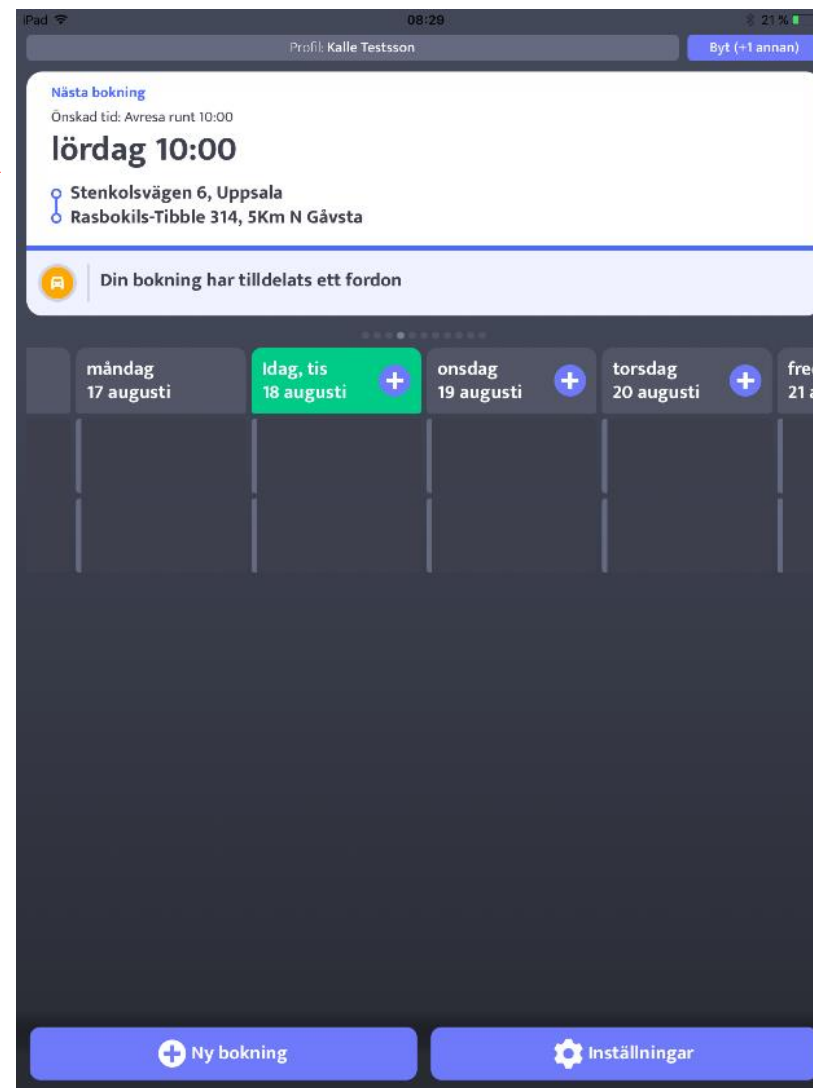 iPad 08:29 21 %
Profil: Kalle Testsson Byt (+1 annan)
Nästa bokning
Önskad tid: Avresa runt 10:00
lördag 10:00
Stenkolsvägen 6, Uppsala
Rasbokils-Tibble 314, 5Km N Gåvsta
Din bokning har tilldelats ett fordon
måndag
17 augusti
Idag, tis
18 augusti
onsdag
19 augusti
torsdag
20 augusti
fre
21 a
Ny bokning
Inställningar